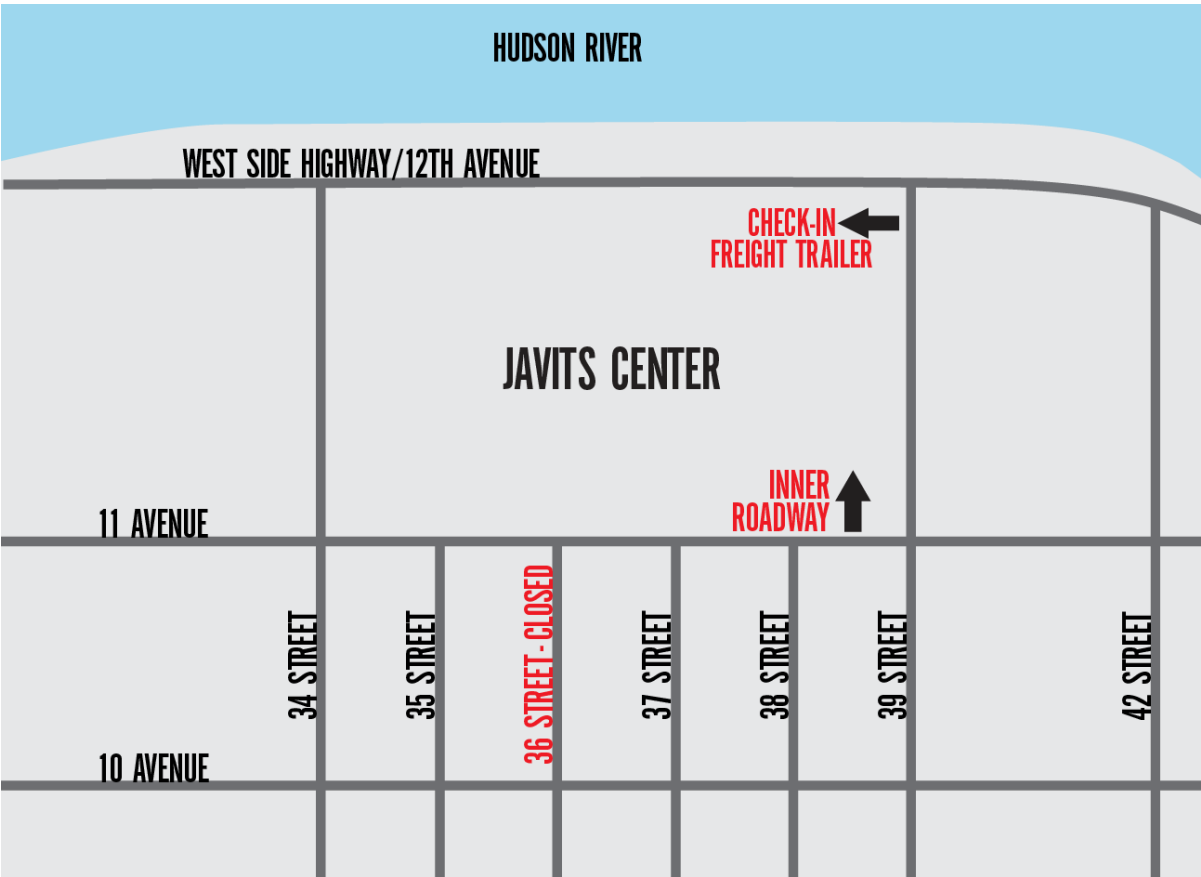 HUDSON RIVER
WEST SIDE HIGHWAY/12TH AVENUE
CHECK-IN
FREIGHT TRAILER
JAVITS CENTER
INNER
ROADWAY
11 AVENUE
34 STREET
35 STREET
36 STREET - CLOSED
37 STREET
38 STREET
39 STREET
42 STREET
10 AVENUE